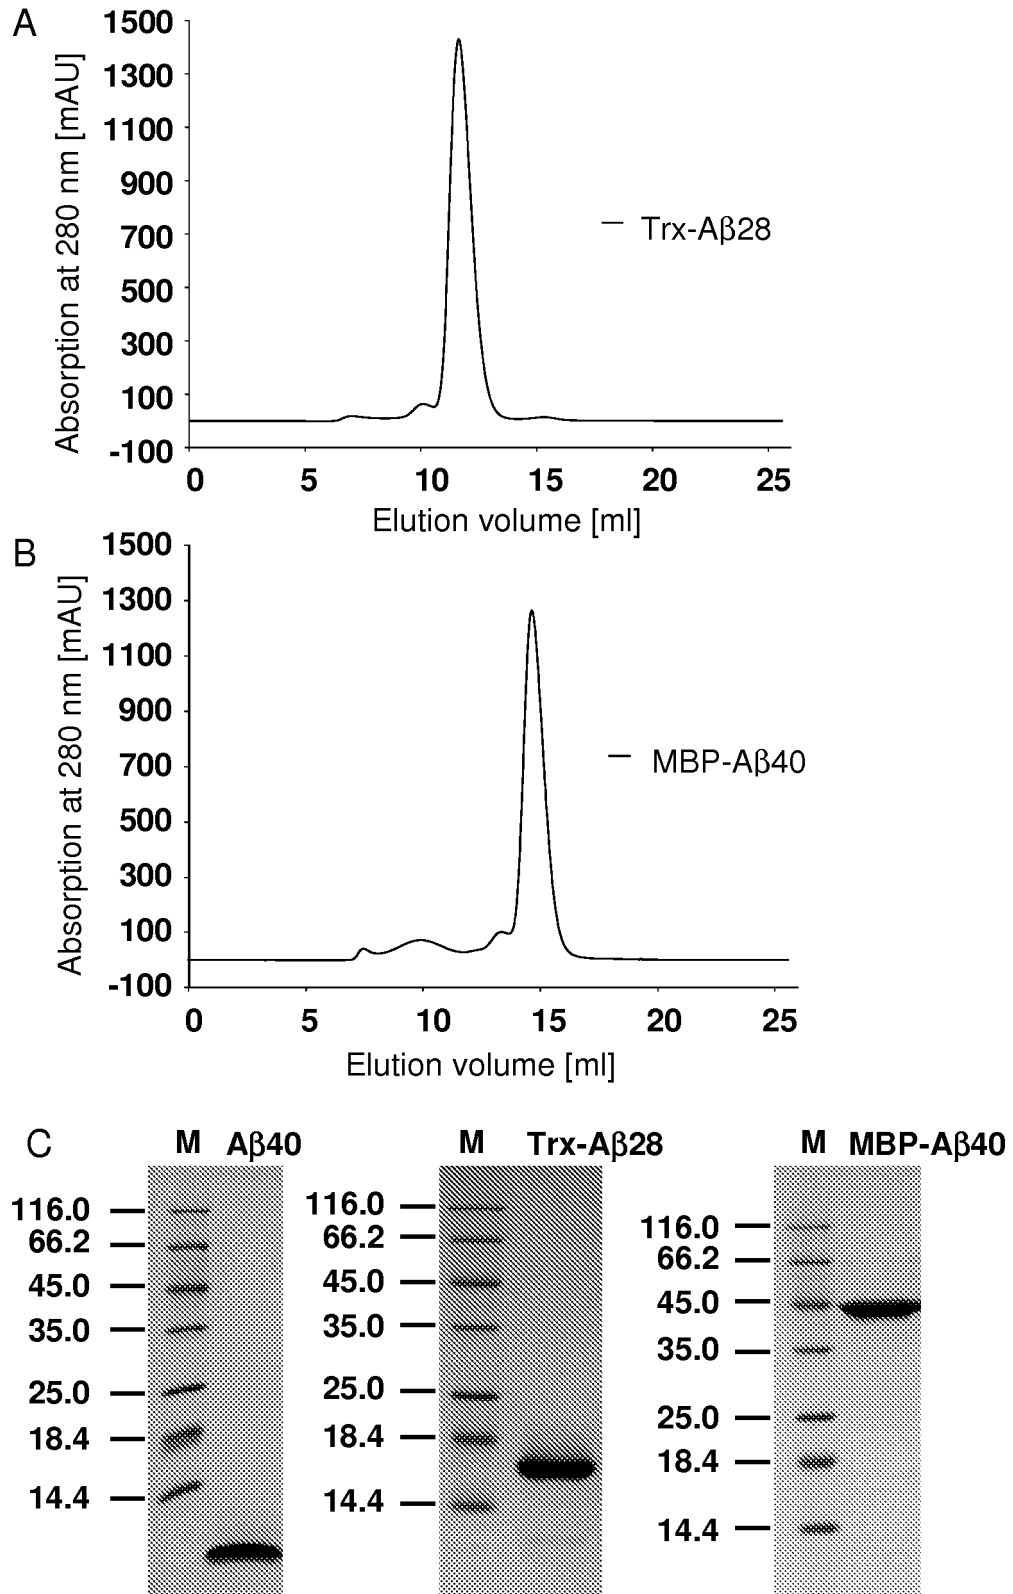 A
1500
1300
1100
900
700
500
300
100
-100
Absorption at 280 nm [mAU]
Trx-Aβ28
0 5 10 15 20 25
Elution volume [ml]
B
1500
1300
1100
900
700
500
300
100
-100
Absorption at 280 nm [mAU]
MBP-Aβ40
0 5 10 15 20 25
Elution volume [ml]
C
M Aβ40
116.0
66.2
45.0
35.0
25.0
18.4
14.4
M Trx-Aβ28
116.0
66.2
45.0
35.0
25.0
18.4
14.4
M MBP-Aβ40
116.0
66.2
45.0
35.0
25.0
18.4
14.4